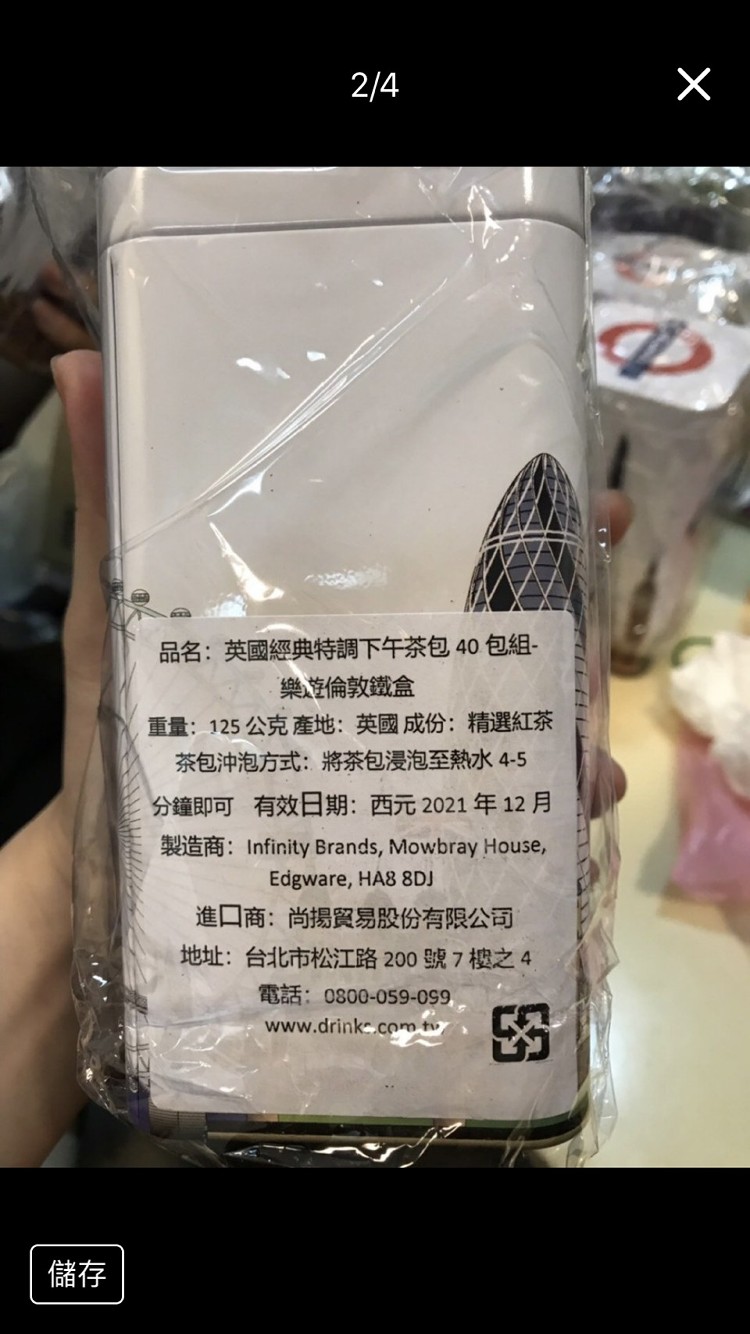 2/4
品名：英國經典特調下午茶包 40 包組-
樂遊倫敦鐵盒
重量：125 公克 產地：英國 成份：精選紅茶
茶包沖泡方式：將茶包浸泡至熱水 4-5
分鐘即可 有效日期：西元 2021 年 12 月
製造商：Infinity Brands, Mowbray House,
Edgware, HA8 8DJ
進口商：尚揚貿易股份有限公司
地址：台北市松江路 200 號 7 樓之 4
電話：0800-059-099
www.drinks.com.tw
儲存